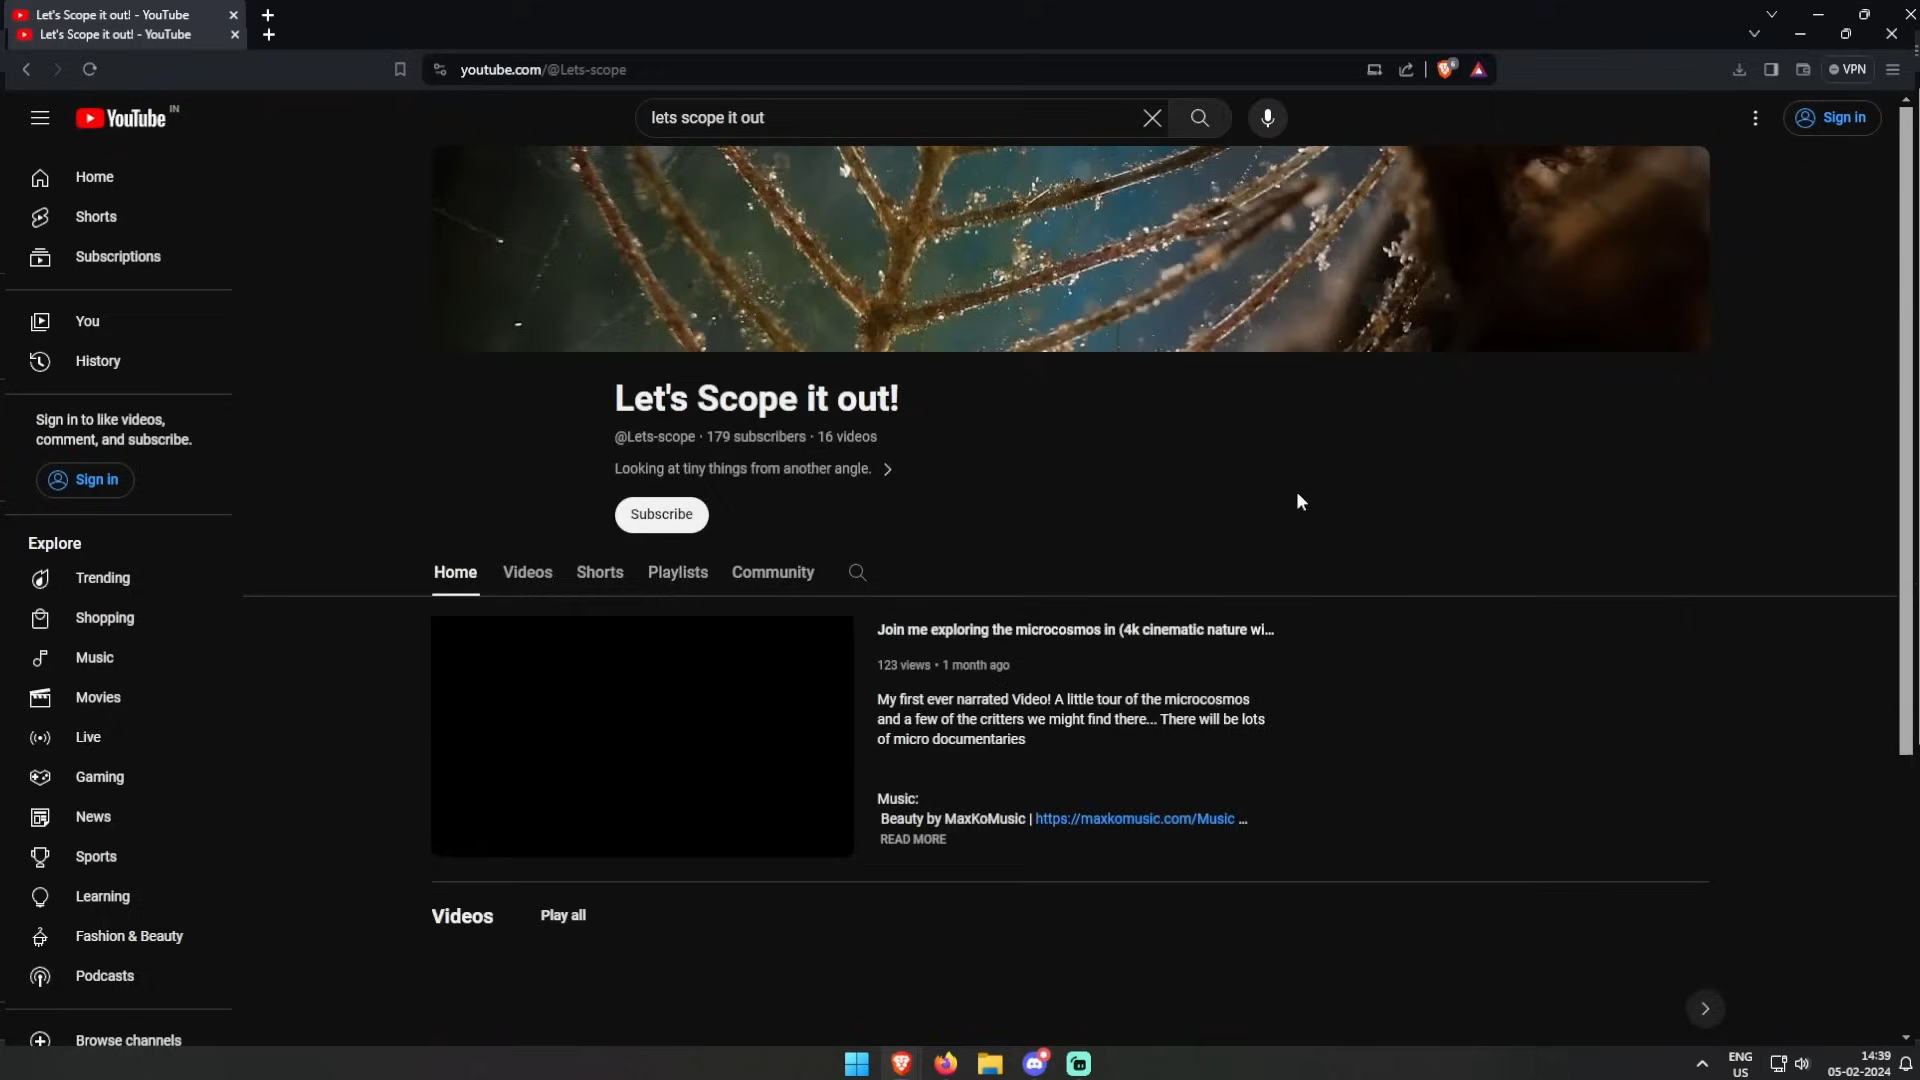 Let's Scope it out! - YouTube
Let's Scope it out! - YouTube
youtube.com/@Lets-scope
6
VPN
YouTube IN
lets scope it out
Sign in
Home
Shorts
Subscriptions
You
History
Sign in to like videos,
comment, and subscribe.
Sign in
Explore
Trending
Shopping
Music
Movies
Live
Gaming
News
Sports
Learning
Fashion & Beauty
Podcasts
Browse channels
Let's Scope it out!
@Lets-scope · 179 subscribers · 16 videos
Looking at tiny things from another angle.
Subscribe
Home Videos Shorts Playlists Community
Join me exploring the microcosmos in (4k cinematic nature wi...
123 views • 1 month ago
My first ever narrated Video! A little tour of the microcosmos
and a few of the critters we might find there... There will be lots
of micro documentaries
Music:
Beauty by MaxKoMusic | https://maxkomusic.com/Music ...
READ MORE
Videos Play all
ENG
US
14:39
05-02-2024